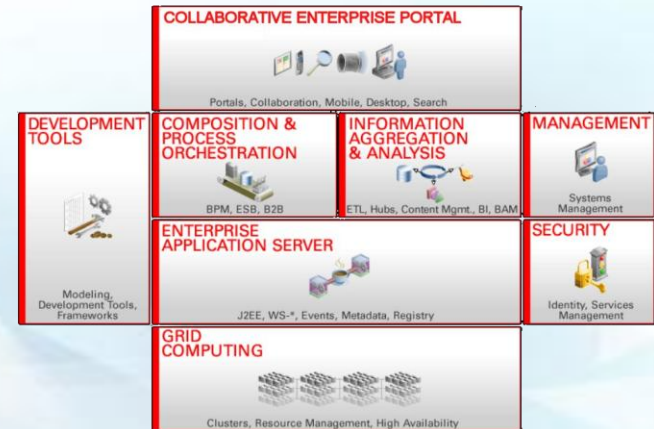 COLLABORATIVE ENTERPRISE PORTAL
Portals, Collaboration, Mobile, Desktop, Search
DEVELOPMENT
TOOLS
Modeling,
Development Tools,
Frameworks
COMPOSITION &
PROCESS
ORCHESTRATION
BPM, ESB, B2B
INFORMATION
AGGREGATION
& ANALYSIS
ETL, Hubs, Content Mgmt., BI, BAM
MANAGEMENT
Systems
Management
ENTERPRISE
APPLICATION SERVER
J2EE, WS-*, Events, Metadata, Registry
SECURITY
Identity, Services
Management
GRID
COMPUTING
Clusters, Resource Management, High Availability